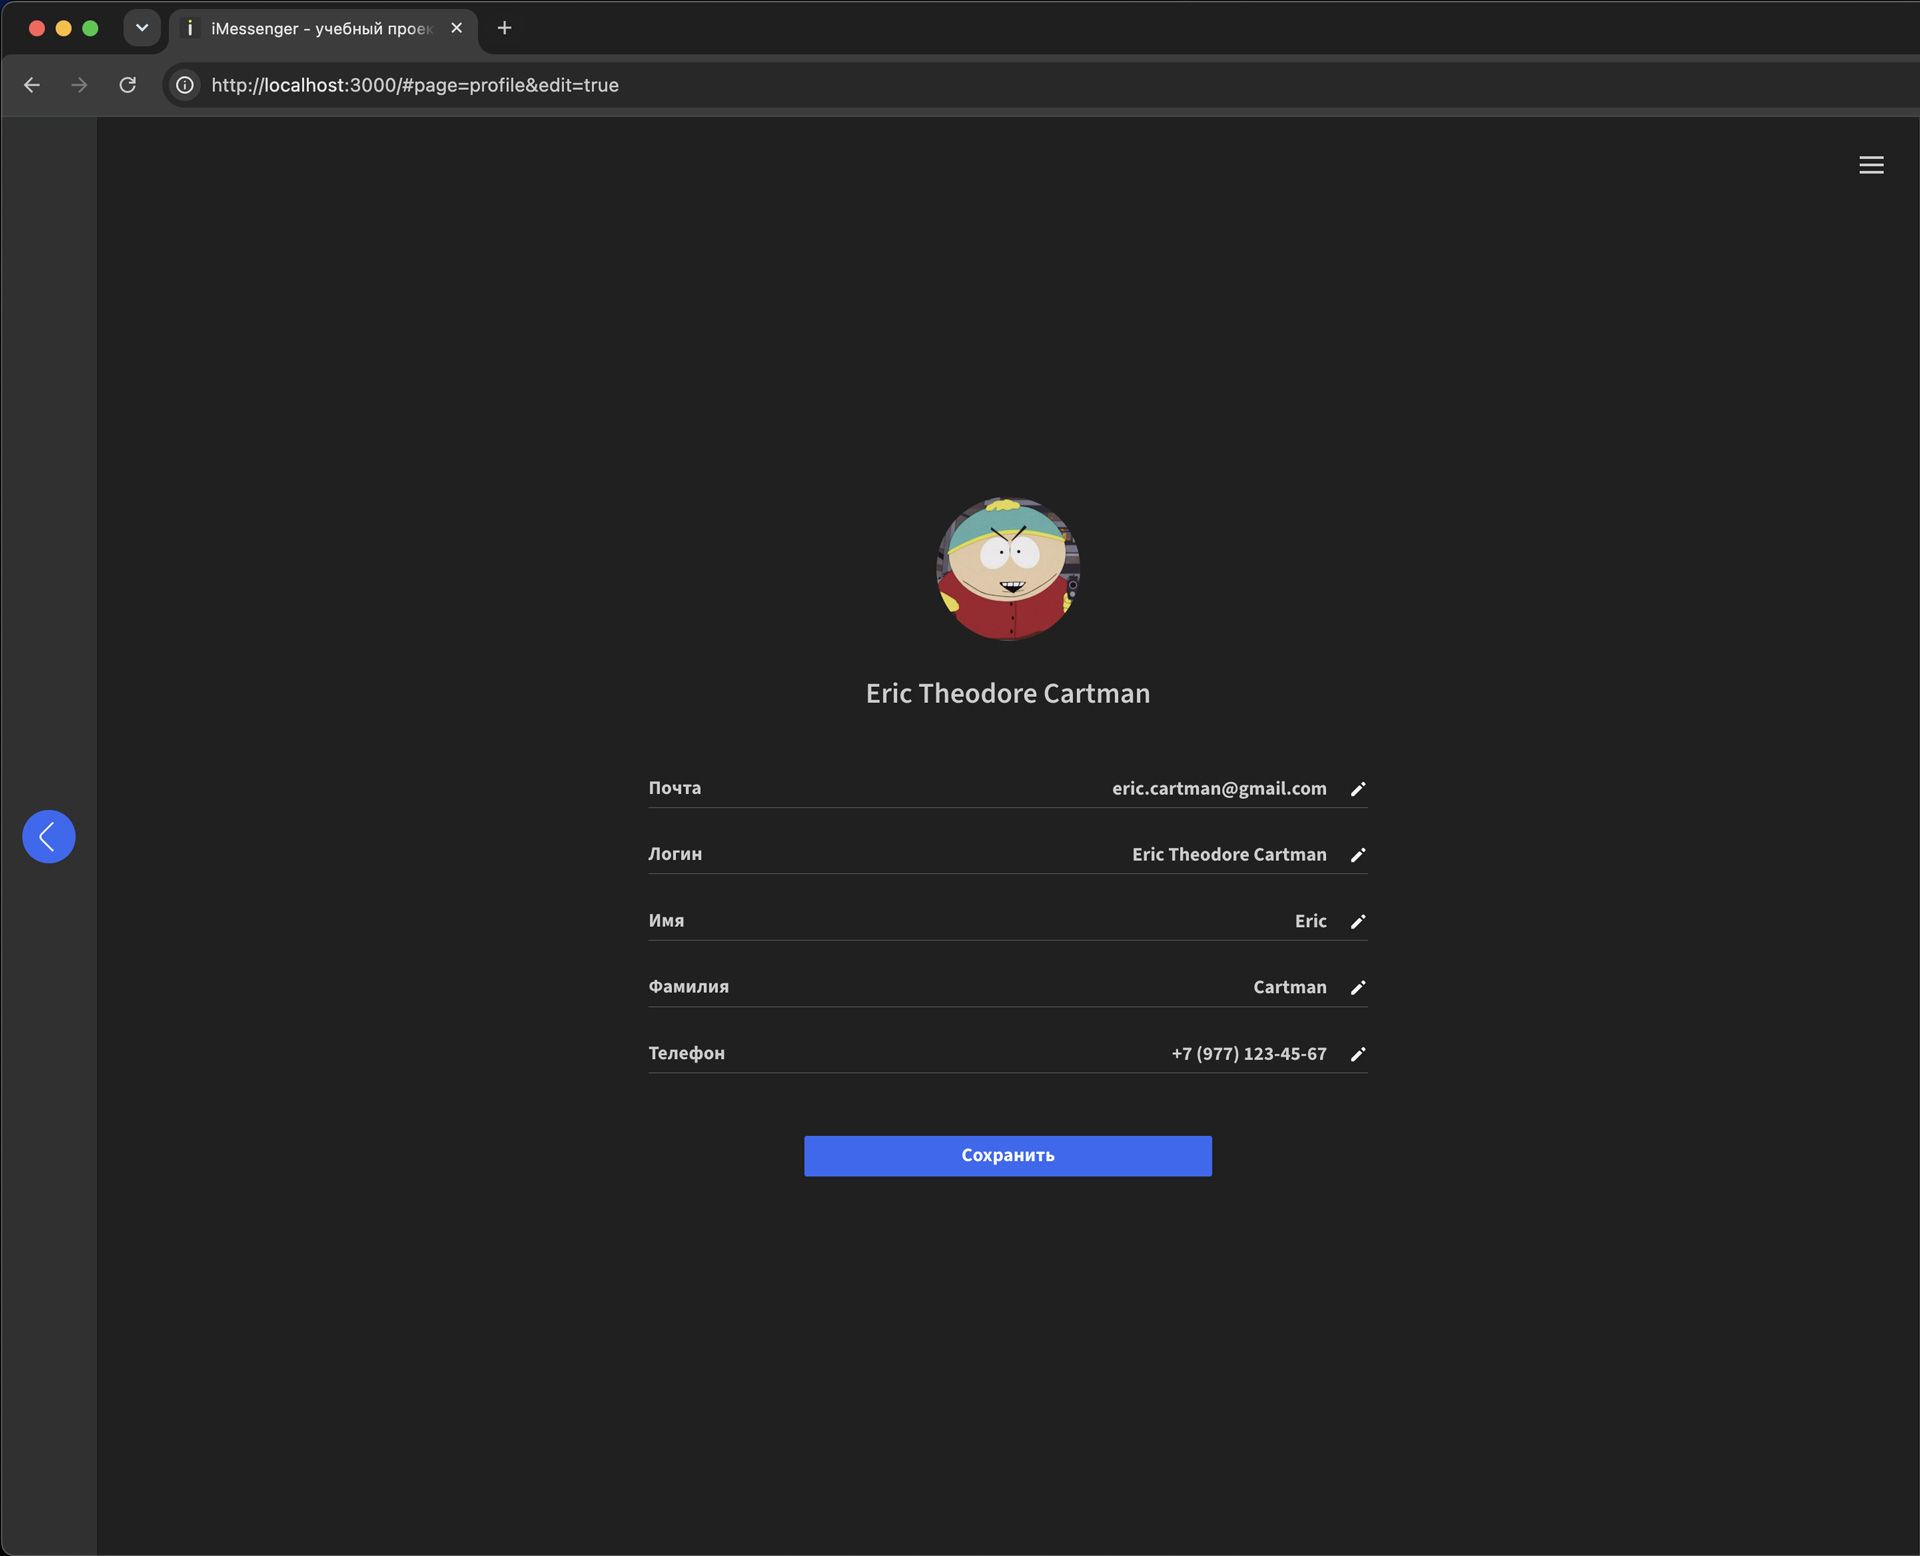 iMessenger - учебный проек
http://localhost:3000/#page=profile&edit=true
Eric Theodore Cartman
Почта eric.cartman@gmail.com
Логин Eric Theodore Cartman
Имя Eric
Фамилия Cartman
Телефон +7 (977) 123-45-67
Сохранить